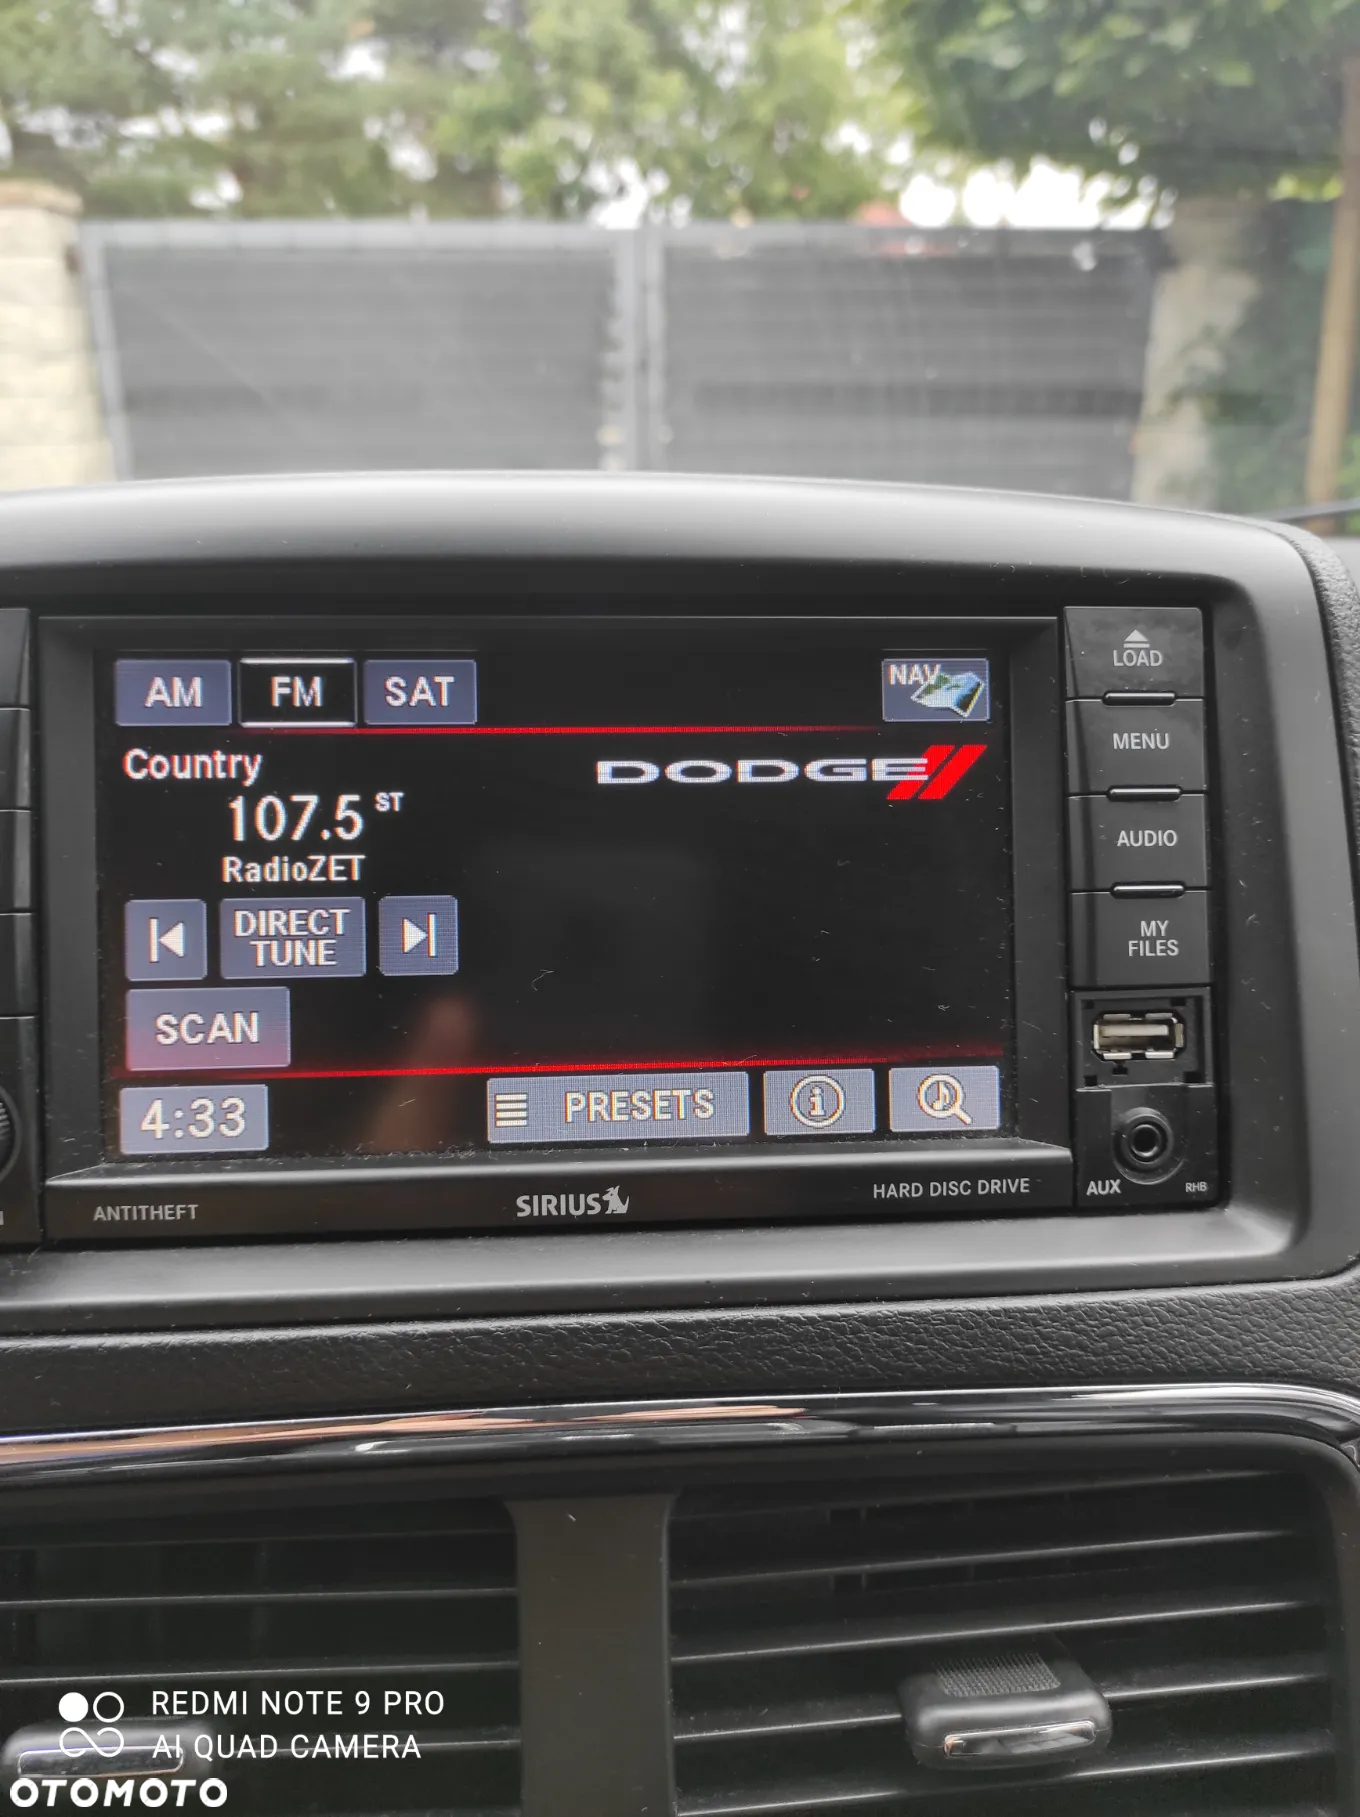 AM FM SAT NAV
Country
DODGE
107.5 ST
RadioZET
DIRECT
TUNE
SCAN
4:33 PRESETS
LOAD
MENU
AUDIO
MY
FILES
AUX RHB
ANTITHEFT SIRIUS HARD DISC DRIVE
REDMI NOTE 9 PRO
AI QUAD CAMERA
OTOMOTO